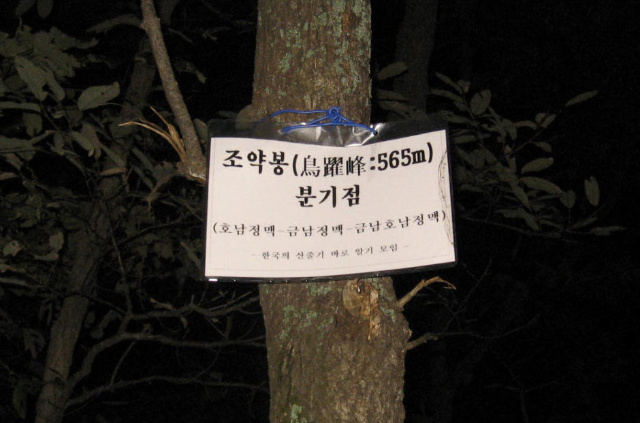 조약봉(鳥躍峰:565m)
분기점
(호남정맥-금남정맥-금남호남정맥)
- 한국의 산줄기 바로 알기 모임 -